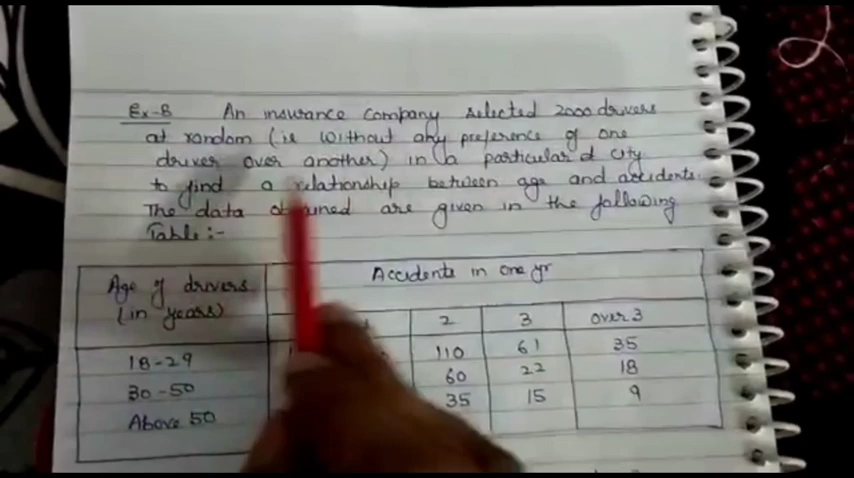 Ex-8 An insurance company selected 2000 drivers
at random (ie without any preference of one
driver over another) in a particular d city
to find a relationship between age and accidents.
The data obtained are given in the following
Table:-
Age of drivers Accidents in one yr
(in years)
2 3 over 3
18-29 110 61 35
30-50 60 22 18
Above 50 35 15 9